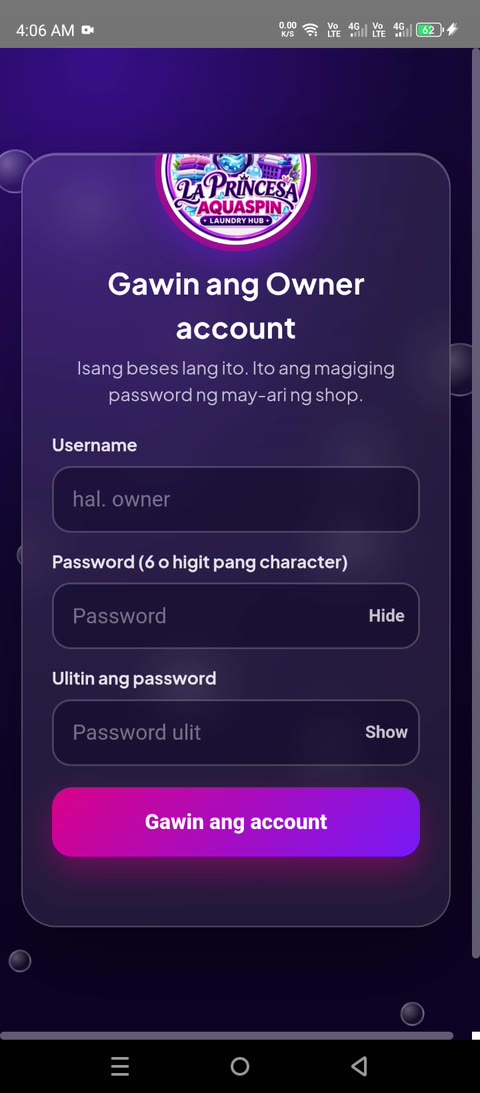 4:06 AM
0.00 K/S
Vo LTE
4G
Vo LTE
4G
62
LA PRINCESA
AQUASPIN
LAUNDRY HUB
Gawin ang Owner
account
Isang beses lang ito. Ito ang magiging
password ng may-ari ng shop.
Username
hal. owner
Password (6 o higit pang character)
Password
Hide
Ulitin ang password
Password ulit
Show
Gawin ang account